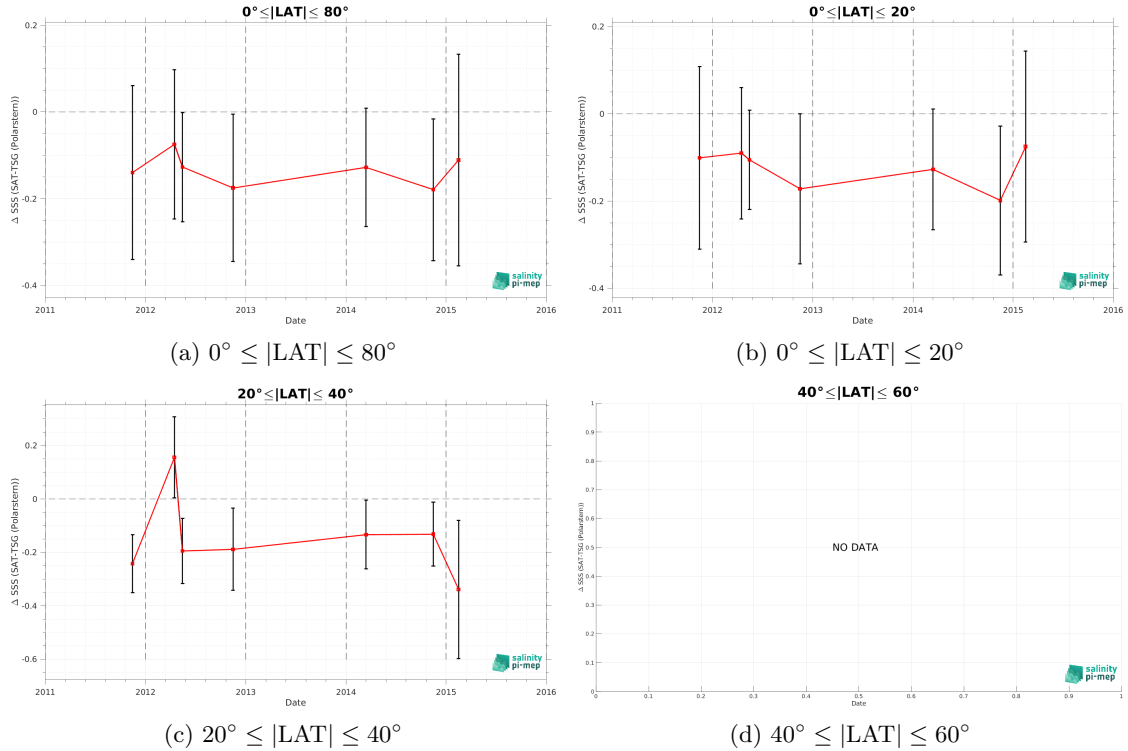 0°≤|LAT|≤ 80°
Δ SSS (SAT-TSG (Polarstern))
0.2
0
-0.2
-0.4
2011 2012 2013 2014 2015 2016
Date
salinity
pi-mep
(a) 0° ≤ |LAT| ≤ 80°
0°≤|LAT|≤ 20°
Δ SSS (SAT-TSG (Polarstern))
0.2
0
-0.2
-0.4
2011 2012 2013 2014 2015 2016
Date
salinity
pi-mep
(b) 0° ≤ |LAT| ≤ 20°
20°≤|LAT|≤ 40°
Δ SSS (SAT-TSG (Polarstern))
0.2
0
-0.2
-0.4
-0.6
2011 2012 2013 2014 2015 2016
Date
salinity
pi-mep
(c) 20° ≤ |LAT| ≤ 40°
40°≤|LAT|≤ 60°
Δ SSS (SAT-TSG (Polarstern))
1
0.9
0.8
0.7
0.6
0.5
0.4
0.3
0.2
0.1
0
NO DATA
0 0.1 0.2 0.3 0.4 0.5 0.6 0.7 0.8 0.9 1
Date
salinity
pi-mep
(d) 40° ≤ |LAT| ≤ 60°